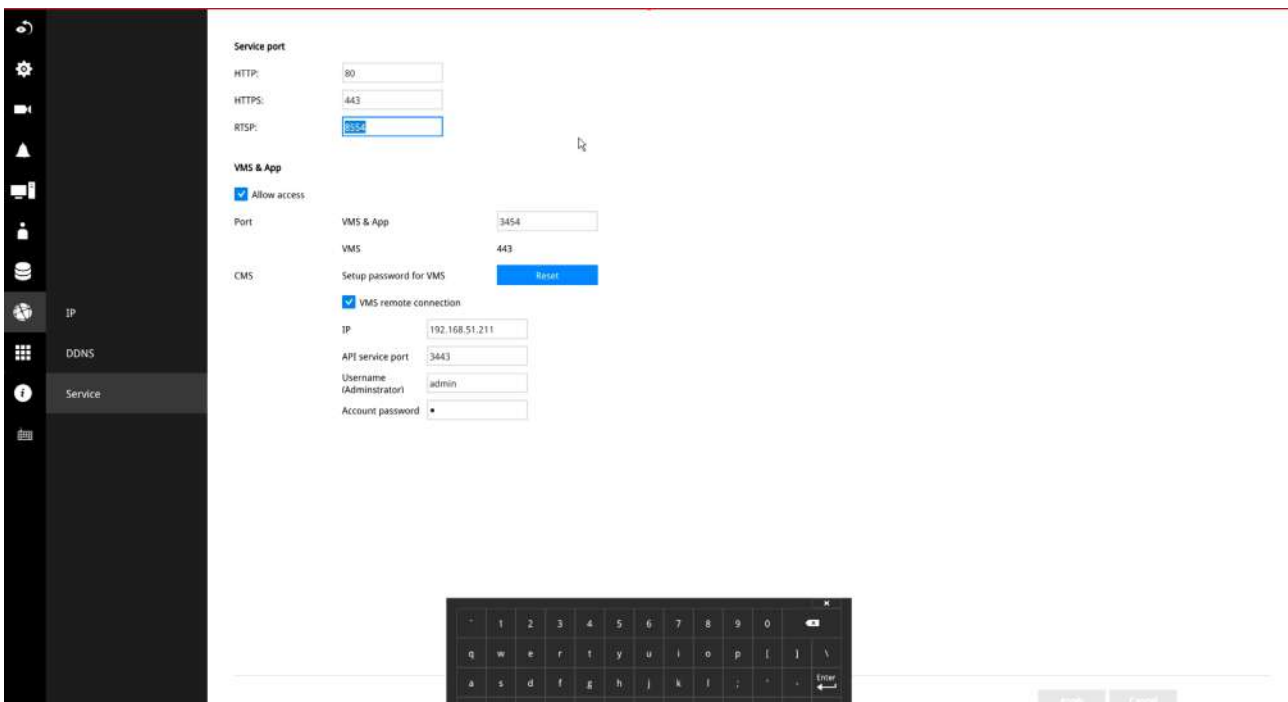 Service port
HTTP: 80
HTTPS: 443
RTSP: 8554
VMS & App
Allow access
Port VMS & App 3454
VMS 443
CMS Setup password for VMS Reset
VMS remote connection
IP 192.168.51.211
IP
API service port 3443
DDNS
Username
(Adminstrator) admin
Service
Account password •
` 1 2 3 4 5 6 7 8 9 0
q w e r t y u i o p [ ] \
a s d f g h j k l ; ' Enter